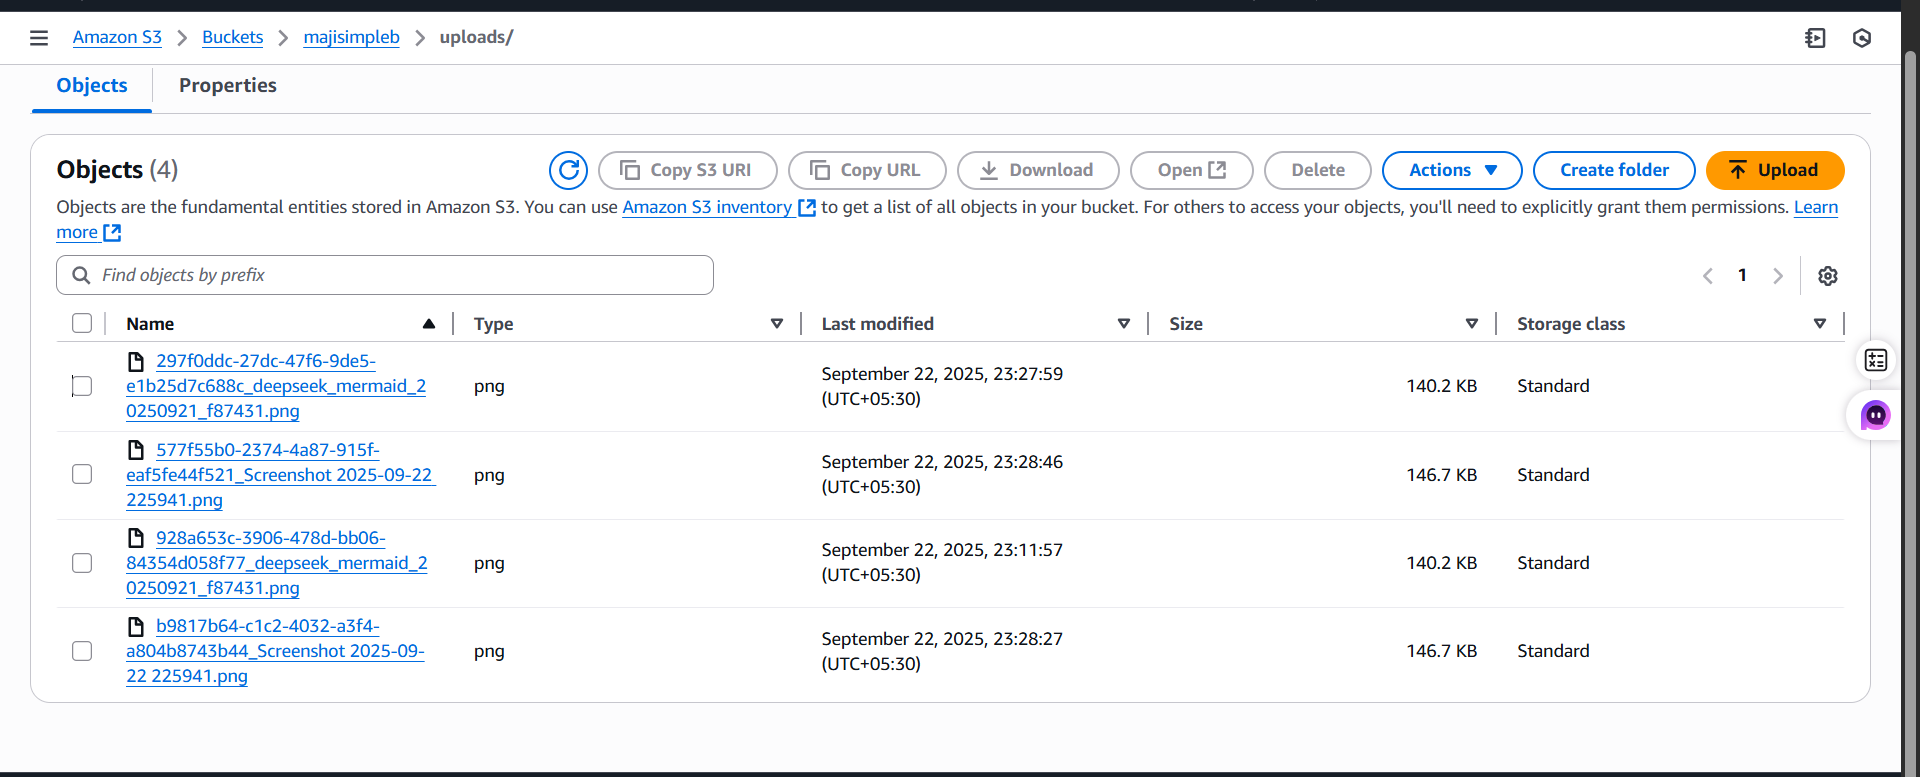 Amazon S3 > Buckets > majisimpleb > uploads/
Objects Properties
Objects (4) Copy S3 URI Copy URL Download Open Delete Actions Create folder Upload
Objects are the fundamental entities stored in Amazon S3. You can use Amazon S3 inventory to get a list of all objects in your bucket. For others to access your objects, you'll need to explicitly grant them permissions. Learn
more
Find objects by prefix
1
Name Type Last modified Size Storage class
297f0ddc-27dc-47f6-9de5-
e1b25d7c688c_deepseek_mermaid_2
0250921_f87431.png
png
September 22, 2025, 23:27:59
(UTC+05:30)
140.2 KB
Standard
577f55b0-2374-4a87-915f-
eaf5fe44f521_Screenshot 2025-09-22
225941.png
png
September 22, 2025, 23:28:46
(UTC+05:30)
146.7 KB
Standard
928a653c-3906-478d-bb06-
84354d058f77_deepseek_mermaid_2
0250921_f87431.png
png
September 22, 2025, 23:11:57
(UTC+05:30)
140.2 KB
Standard
b9817b64-c1c2-4032-a3f4-
a804b8743b44_Screenshot 2025-09-
22 225941.png
png
September 22, 2025, 23:28:27
(UTC+05:30)
146.7 KB
Standard